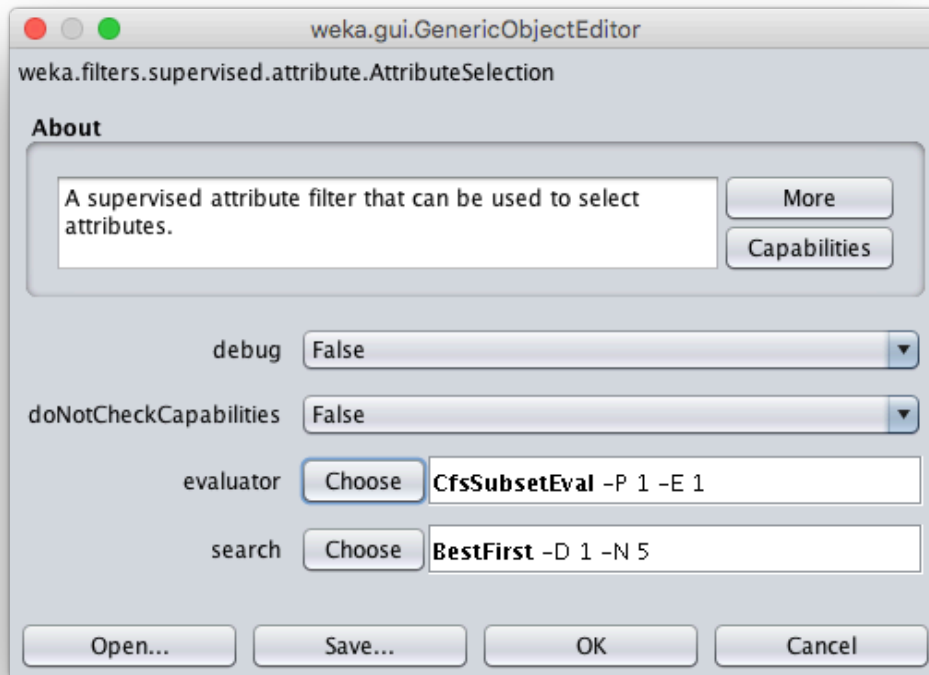 weka.gui.GenericObjectEditor
weka.filters.supervised.attribute.AttributeSelection
About
A supervised attribute filter that can be used to select
attributes.
More
Capabilities
debug False
doNotCheckCapabilities False
evaluator Choose CfsSubsetEval -P 1 -E 1
search Choose BestFirst -D 1 -N 5
Open... Save... OK Cancel